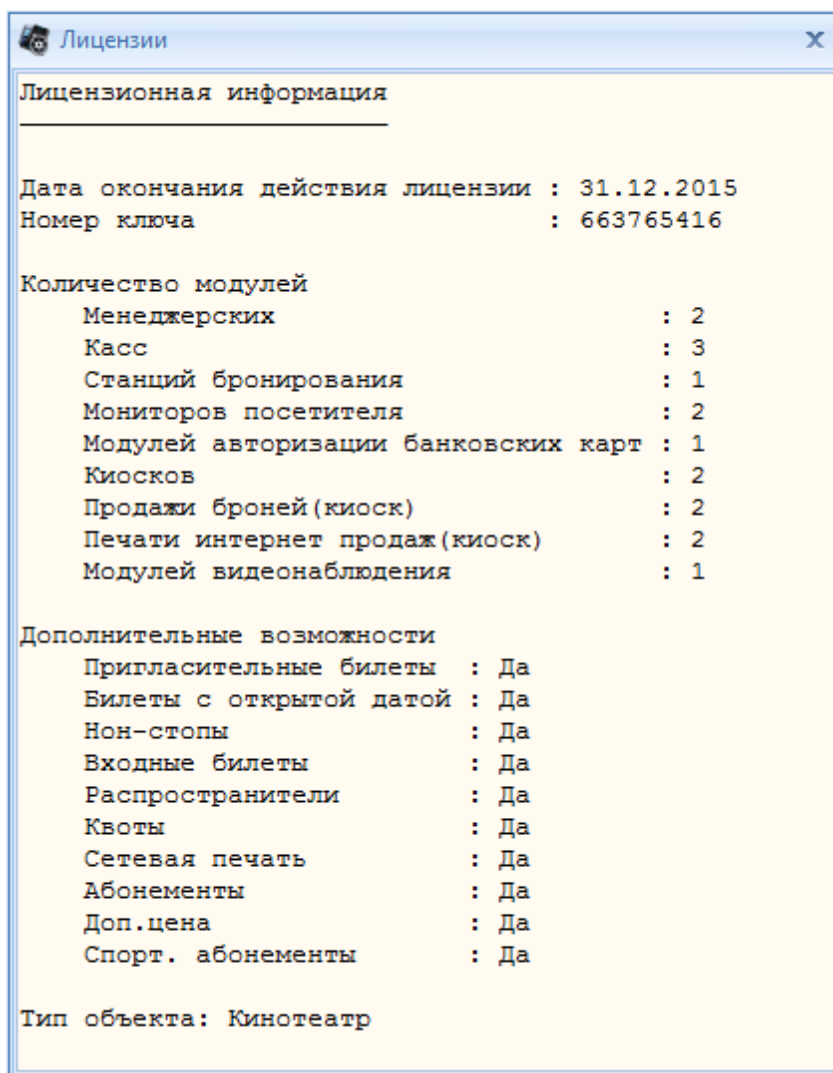 Лицензии
Лицензионная информация
Дата окончания действия лицензии : 31.12.2015
Номер ключа : 663765416
Количество модулей
Менеджерских : 2
Касс : 3
Станций бронирования : 1
Мониторов посетителя : 2
Модулей авторизации банковских карт : 1
Киосков : 2
Продажи броней(киоск) : 2
Печати интернет продаж(киоск) : 2
Модулей видеонаблюдения : 1
Дополнительные возможности
Пригласительные билеты : Да
Билеты с открытой датой : Да
Нон-стопы : Да
Входные билеты : Да
Распространители : Да
Квоты : Да
Сетевая печать : Да
Абонементы : Да
Доп.цена : Да
Спорт. абонементы : Да
Тип объекта: Кинотеатр